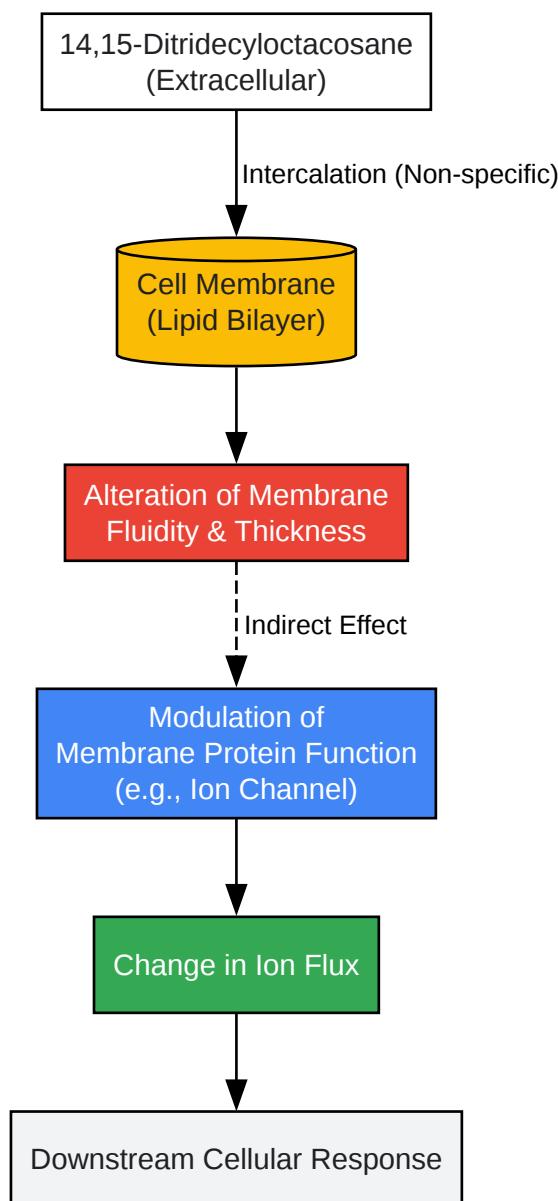 14,15-Ditridecyloctacosane
(Extracellular)
Intercalation (Non-specific)
Cell Membrane
(Lipid Bilayer)
Alteration of Membrane
Fluidity & Thickness
Indirect Effect
Modulation of
Membrane Protein Function
(e.g., Ion Channel)
Change in Ion Flux
Downstream Cellular Response